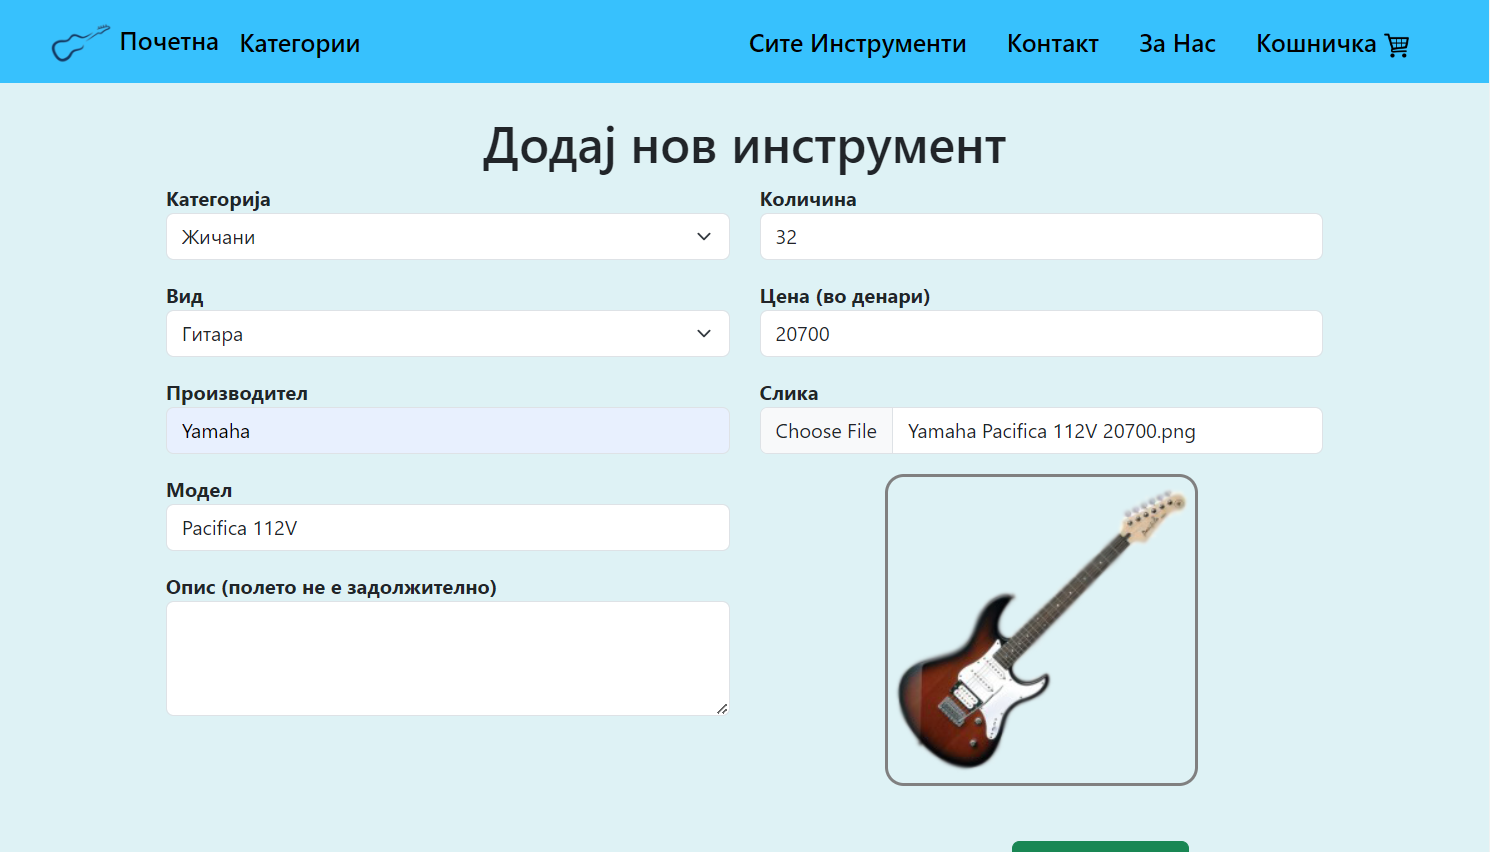 Почетна
Категории
Сите Инструменти
Контакт
За Нас
Кошничка
Додај нов инструмент
Категорија
Жичани
Вид
Гитара
Производител
Yamaha
Модел
Pacifica 112V
Опис (полето не е задолжително)
Количина
32
Цена (во денари)
20700
Слика
Choose File
Yamaha Pacifica 112V 20700.png